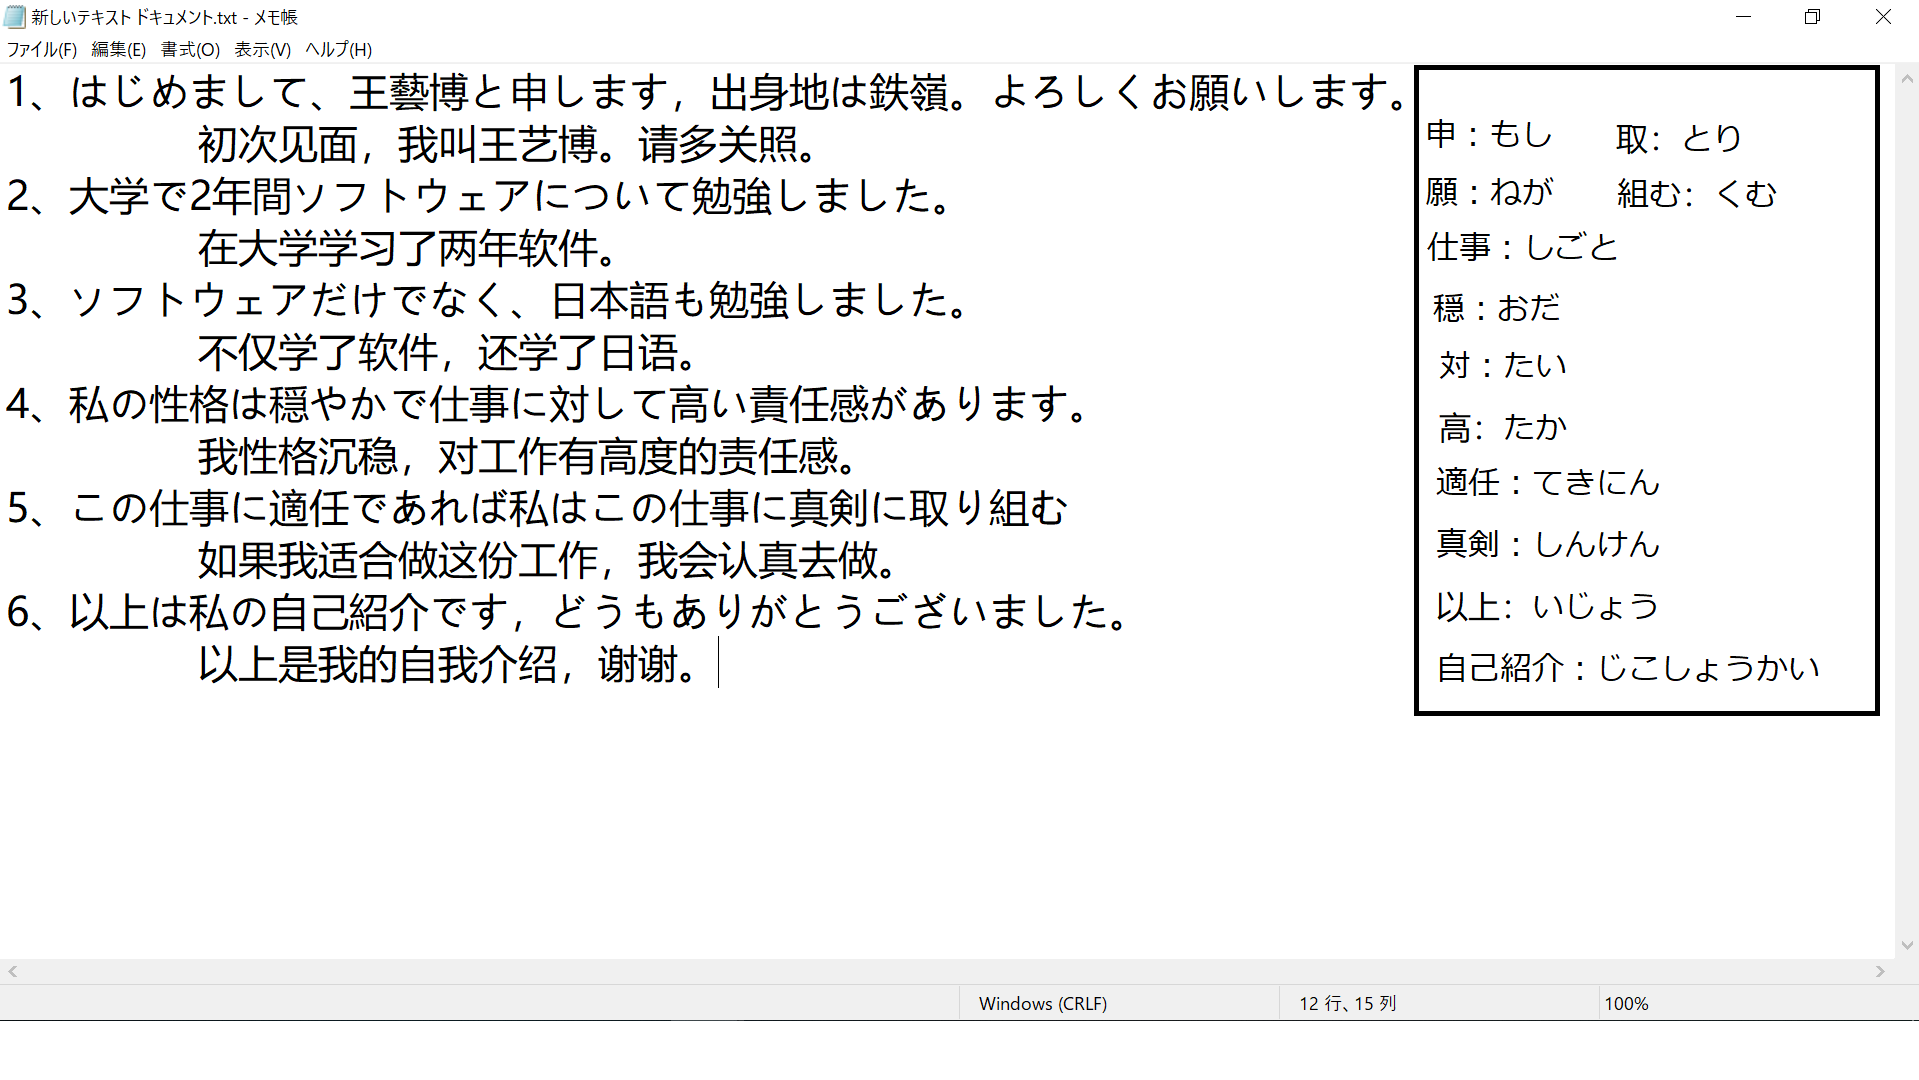 新しいテキスト ドキュメント.txt - メモ帳
ファイル(F) 編集(E) 書式(O) 表示(V) ヘルプ(H)
1、はじめまして、王藝博と申します，出身地は鉄嶺。よろしくお願いします。
初次见面，我叫王艺博。请多关照。
2、大学で2年間ソフトウェアについて勉強しました。
在大学学习了两年软件。
3、ソフトウェアだけでなく、日本語も勉強しました。
不仅学了软件，还学了日语。
4、私の性格は穏やかで仕事に対して高い責任感があります。
我性格沉稳，对工作有高度的责任感。
5、この仕事に適任であれば私はこの仕事に真剣に取り組む
如果我适合做这份工作，我会认真去做。
6、以上は私の自己紹介です，どうもありがとうございました。
以上是我的自我介绍，谢谢。
申：もし 取：とり
願：ねが 組む：くむ
仕事：しごと
穏：おだ
対：たい
高：たか
適任：てきにん
真剣：しんけん
以上：いじょう
自己紹介：じこしょうかい
Windows (CRLF) 12 行、15 列 100%